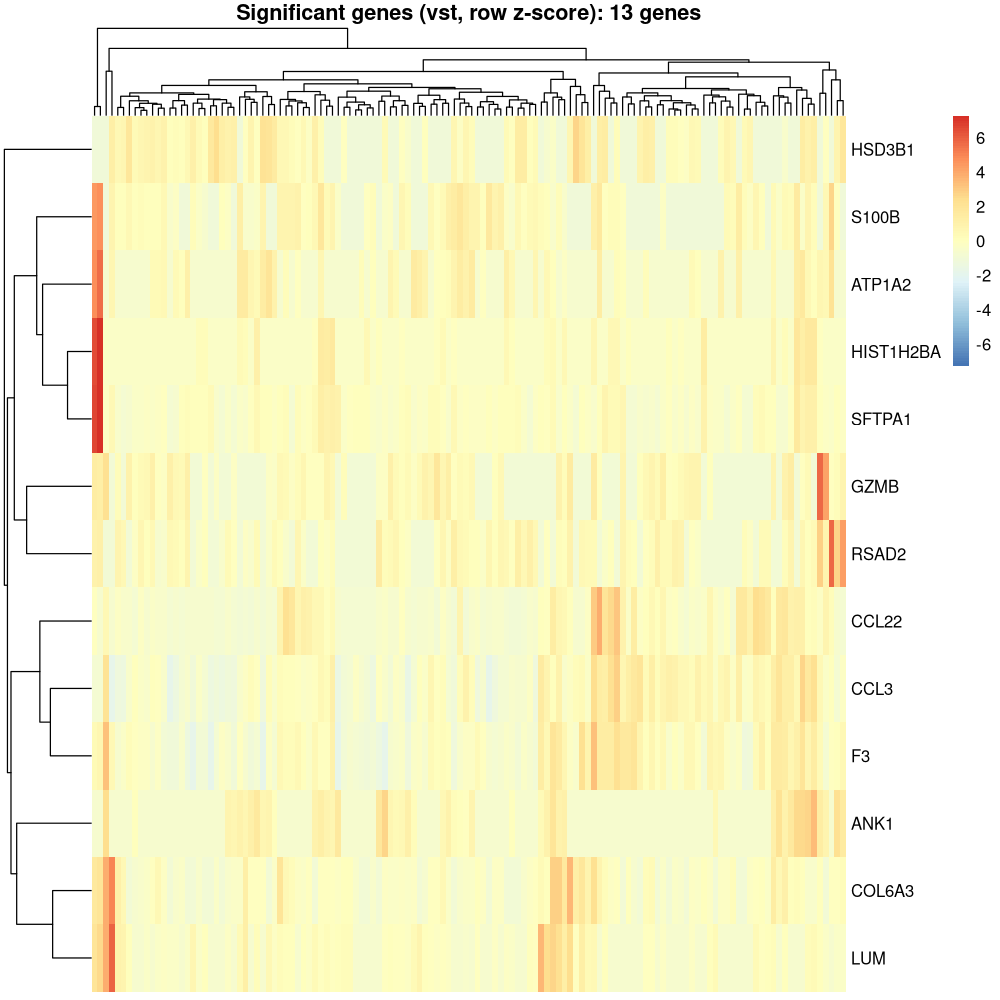 Significant genes (vst, row z-score): 13 genes
HSD3B1
S100B
ATP1A2
HIST1H2BA
SFTPA1
GZMB
RSAD2
CCL22
CCL3
F3
ANK1
COL6A3
LUM
6
4
2
0
-2
-4
-6